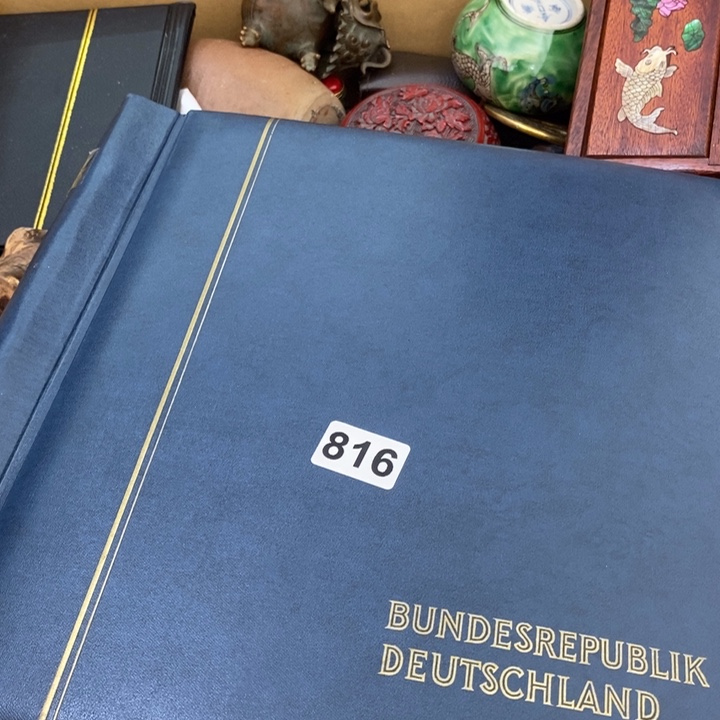 816
BUNDESREPUBLIK
DEUTSCHLAND